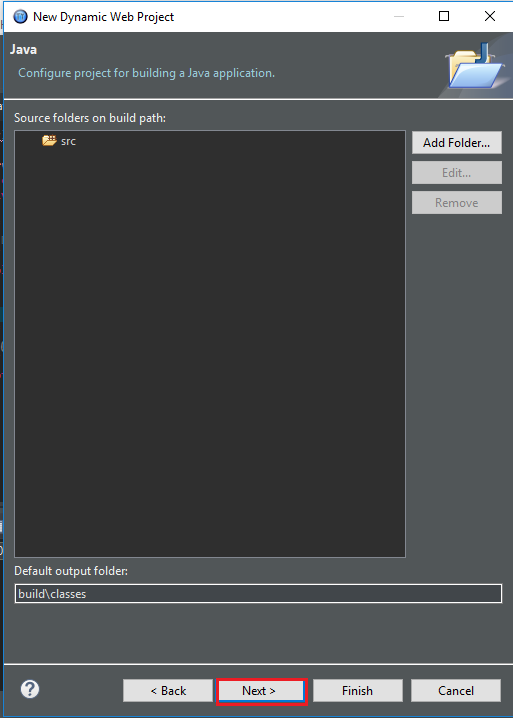 New Dynamic Web Project
Java
Configure project for building a Java application.
Source folders on build path:
src
Add Folder...
Edit...
Remove
Default output folder:
build\classes
?
< Back
Next >
Finish
Cancel